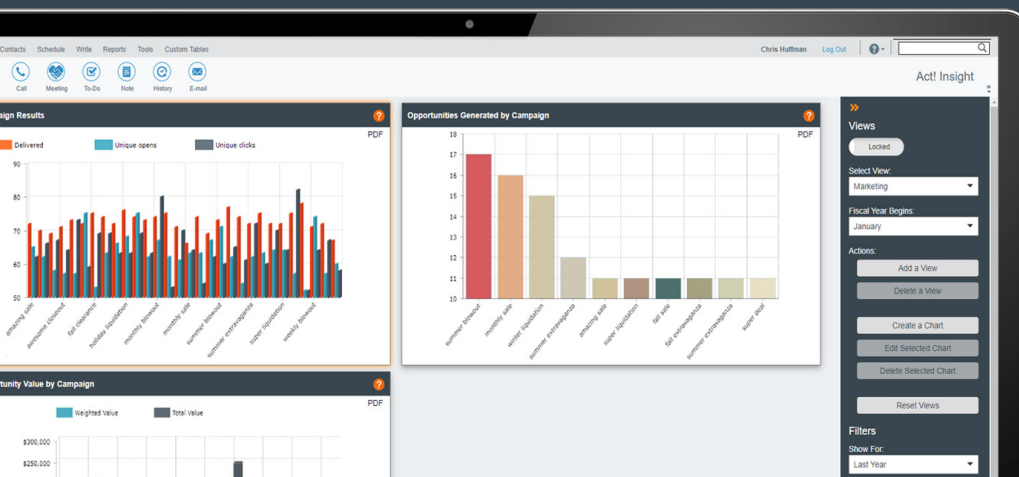 Contacts Schedule Write Reports Tools Custom Tables
Chris Huffman Log Out ?
Call Meeting To-Do Note History E-mail
Act! Insight
aign Results ?
PDF
Delivered Unique opens Unique clicks
90
80
70
60
50
amazing sale
awesome closeout
fall clearance
holiday liquidation
monthly blowout
monthly sale
summer blowout
summer extravaganza
super liquidation
weekly blowout
Opportunities Generated by Campaign ?
PDF
18
17
16
15
14
13
12
11
10
summer blowout
monthly sale
winter liquidation
summer extravaganza
amazing sale
super liquidation
fall sale
fall extravaganza
summer extravaganza
super deal
tunity Value by Campaign ?
PDF
Weighted Value Total Value
$300,000
$250,000
Views
Locked
Select View:
Marketing
Fiscal Year Begins:
January
Actions:
Add a View
Delete a View
Create a Chart
Edit Selected Chart
Delete Selected Chart
Reset Views
Filters
Show For:
Last Year